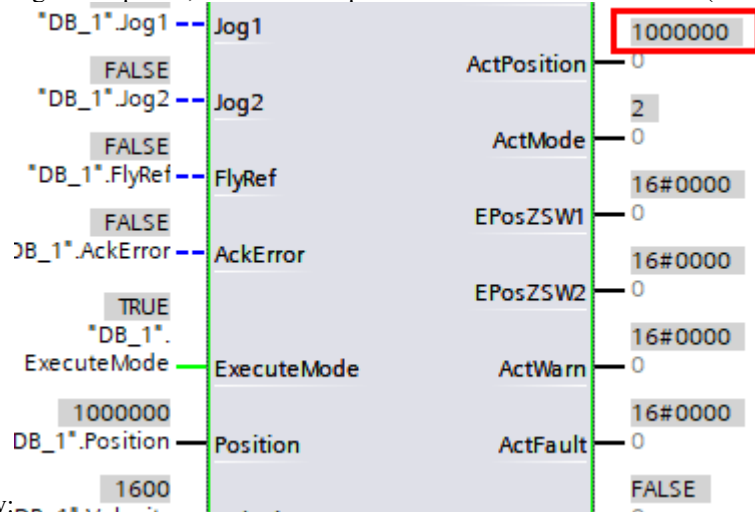 "DB_1".Jog1 Jog1
1000000
ActPosition 0
FALSE
"DB_1".Jog2 Jog2
2
ActMode 0
FALSE
"DB_1".FlyRef FlyRef
16#0000
EPosZSW1 0
FALSE
DB_1".AckError AckError
16#0000
EPosZSW2 0
TRUE
"DB_1".
ExecuteMode ExecuteMode
16#0000
ActWarn 0
1000000
DB_1".Position Position
16#0000
ActFault 0
1600
FALSE